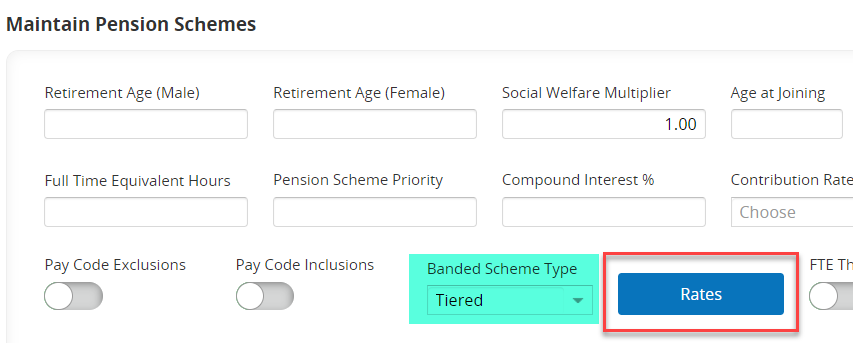 Maintain Pension Schemes
Retirement Age (Male) Retirement Age (Female) Social Welfare Multiplier Age at Joining
1.00
Full Time Equivalent Hours Pension Scheme Priority Compound Interest % Contribution Rate
Choose
Pay Code Exclusions Pay Code Inclusions Banded Scheme Type FTE Th
Tiered Rates